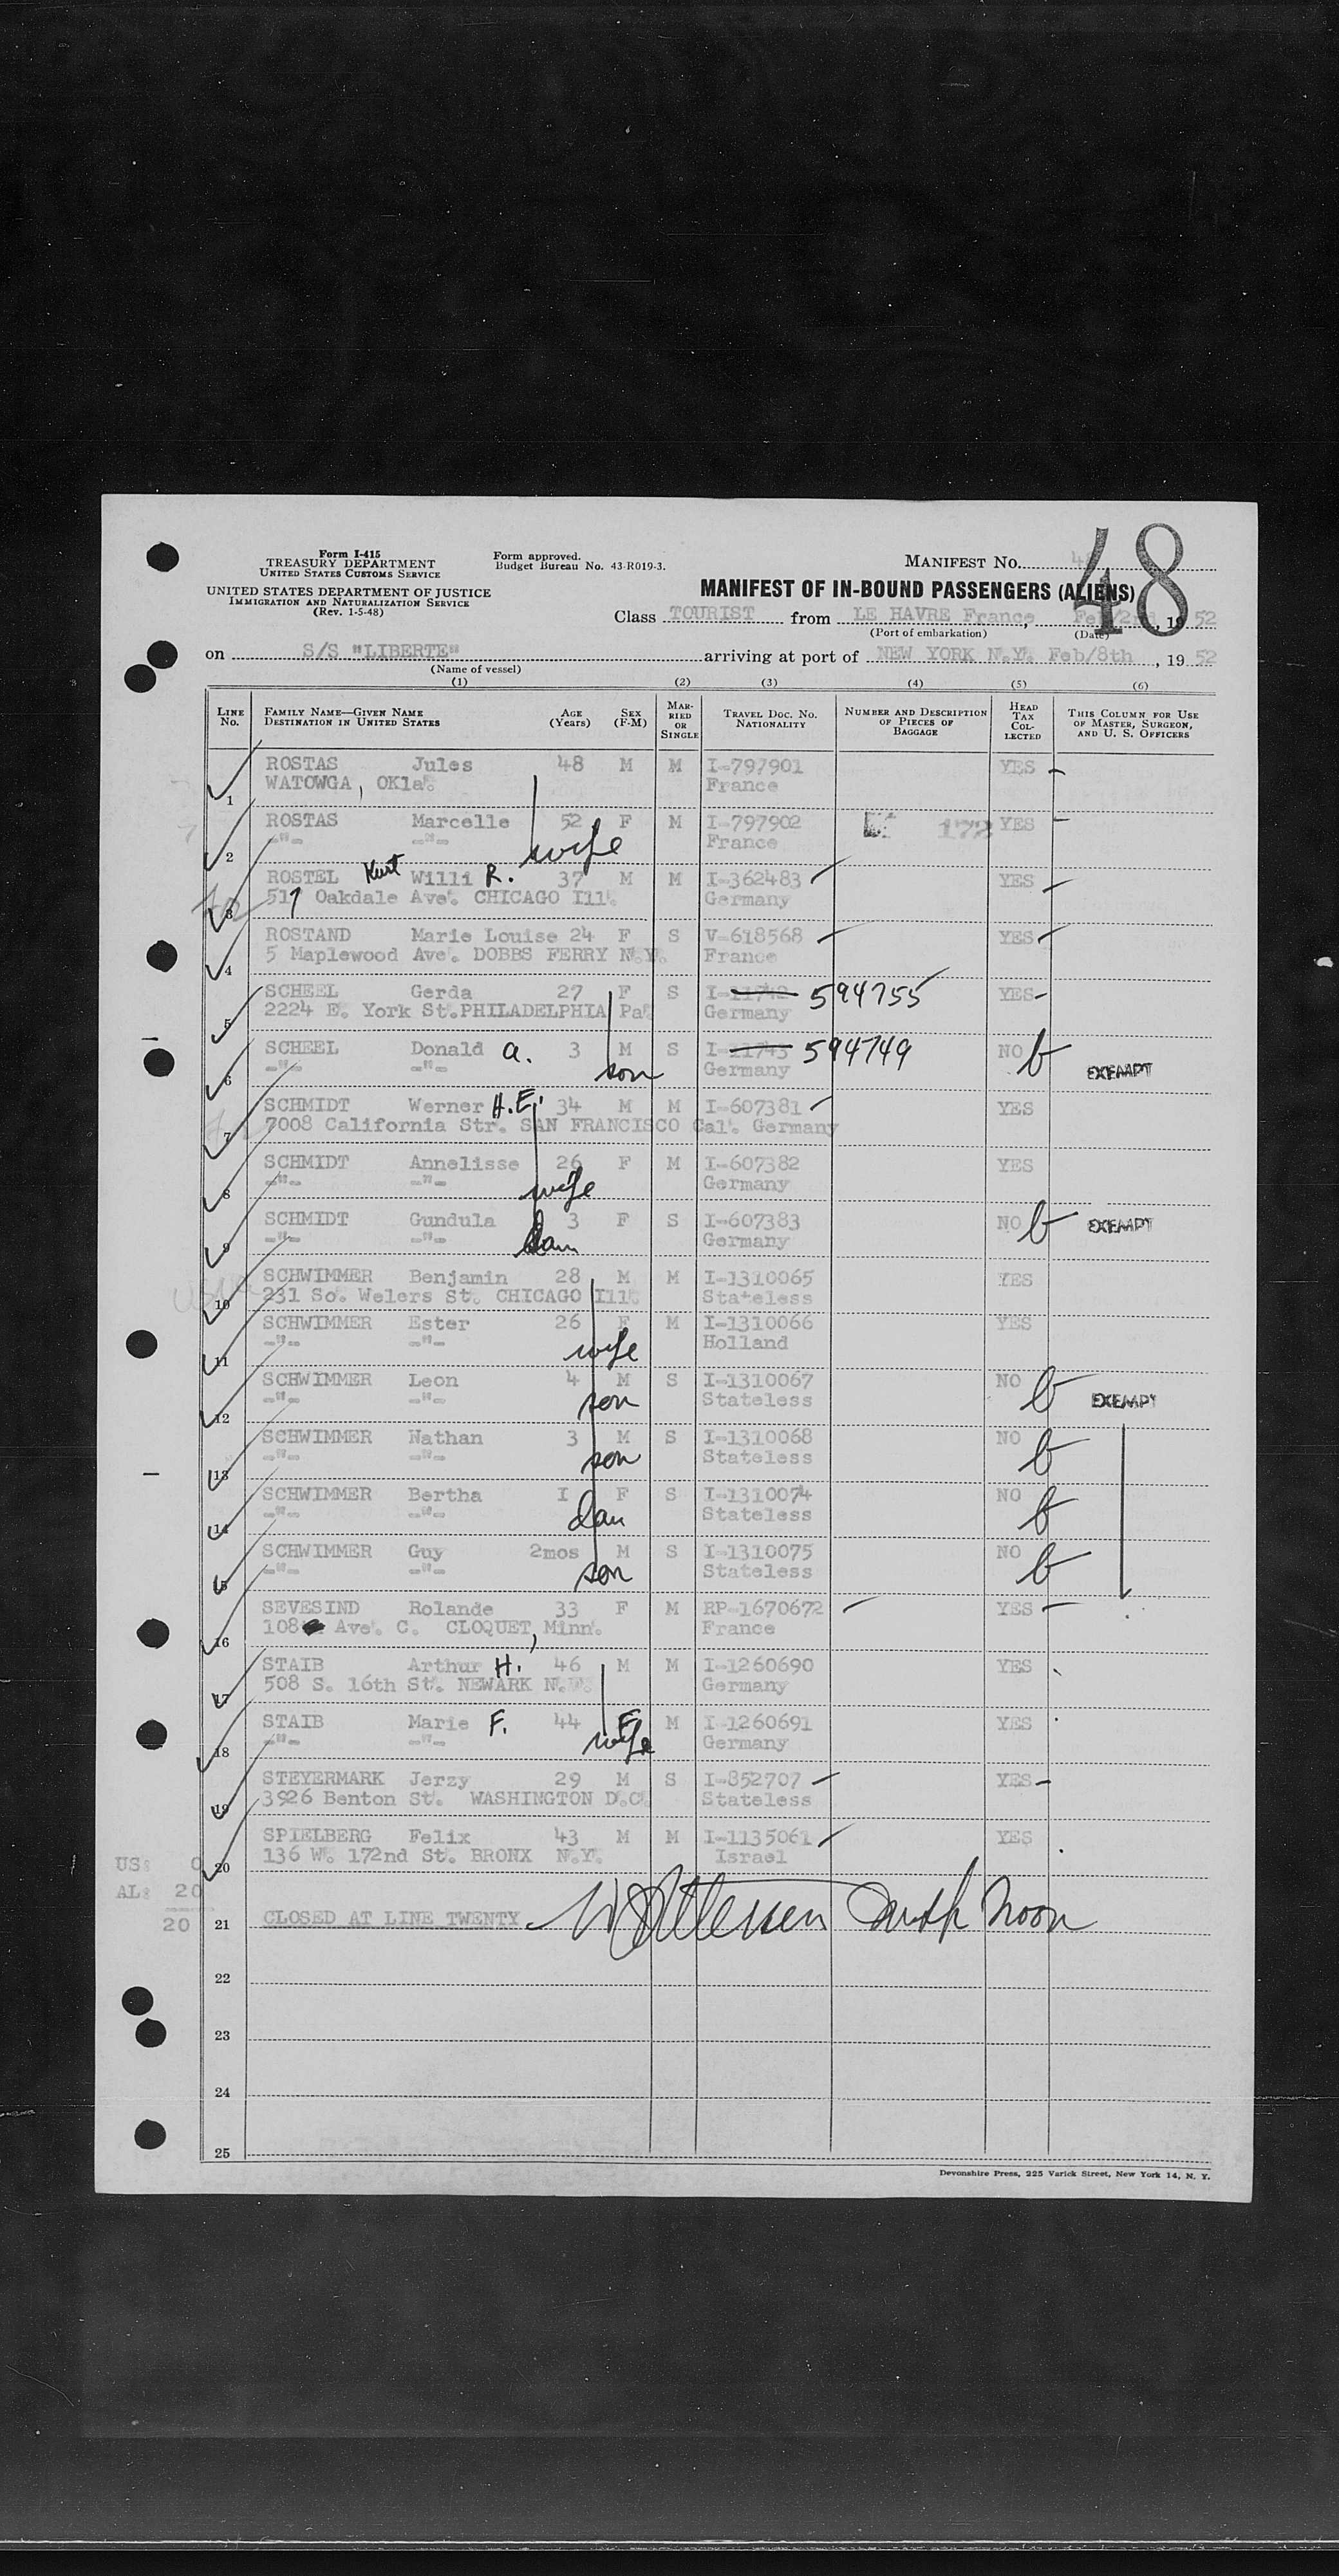 48
Form I-415
TREASURY DEPARTMENT
UNITED STATES CUSTOMS SERVICE
UNITED STATES DEPARTMENT OF JUSTICE
IMMIGRATION AND NATURALIZATION SERVICE
(Rev. 1-5-48)
Form approved.
Budget Bureau No. 43-R019-3.
MANIFEST No.
MANIFEST OF IN-BOUND PASSENGERS (ALIENS)
Class TOURIST from LE HAVRE France, , 1952
(Port of embarkation) (Date)
on S/S "LIBERTE" arriving at port of NEW YORK N.Y. Feb/8th, 1952
(Name of vessel)
(1) (2) (3) (4) (5) (6)
LINE No. FAMILY NAME—GIVEN NAME DESTINATION IN UNITED STATES AGE (Years) SEX (F-M) MARRIED OR SINGLE TRAVEL DOC. NO. NATIONALITY NUMBER AND DESCRIPTION OF PIECES OF BAGGAGE HEAD TAX COLLECTED THIS COLUMN FOR USE OF MASTER, SURGEON, AND U. S. OFFICERS
1 ROSTAS Jules 48 M M I-797901 YES
WATOWGA, OKla. France
2 ROSTAS Marcelle 52 F M I-797902 172 YES
-"- -"- wife France
3 ROSTEL Kurt Willi R. 37 M M I-362483 YES
517 Oakdale Ave. CHICAGO Ill. Germany
4 ROSTAND Marie Louise 24 F S V-618568 YES
5 Maplewood Ave. DOBBS FERRY N.Y. France
5 SCHEEL Gerda 27 F S I-11742 594755 YES
2224 E. York St.PHILADELPHIA Pa. Germany
6 SCHEEL Donald a. 3 M S I-11743 594749 NO b EXEMPT
-"- -"- son Germany
7 SCHMIDT Werner H.E. 34 M M I-607381 YES
7008 California Str. SAN FRANCISCO Cal. Germany
8 SCHMIDT Annelisse 26 F M I-607382 YES
-"- -"- wife Germany
9 SCHMIDT Gundula 3 F S I-607383 NO b EXEMPT
-"- -"- dau Germany
10 SCHWIMMER Benjamin 28 M M I-1310065 YES
231 So. Welers St. CHICAGO Ill. Stateless
11 SCHWIMMER Ester 26 F M I-1310066 YES
-"- -"- wife Holland
12 SCHWIMMER Leon 4 M S I-1310067 NO b EXEMPT
-"- -"- son Stateless
13 SCHWIMMER Nathan 3 M S I-1310068 NO b
-"- -"- son Stateless
14 SCHWIMMER Bertha I F S I-1310074 NO b
-"- -"- dau Stateless
15 SCHWIMMER Guy 2mos M S I-1310075 NO b
-"- -"- son Stateless
16 SEVESIND Rolande 33 F M RP-1670672 YES
108 Ave. C. CLOQUET, Minn. France
17 STAIB Arthur H. 46 M M I-1260690 YES
508 S. 16th St. NEWARK N. Germany
18 STAIB Marie F. 44 F M I-1260691 YES
-"- -"- wife Germany
19 STEYERMARK Jerzy 29 M S I-852707 YES
3926 Benton St. WASHINGTON D.C. Stateless
20 SPIELBERG Felix 43 M M I-1135061 YES
136 W. 172nd St. BRONX N.Y. Israel
US: 0
AL: 20
20
21 CLOSED AT LINE TWENTY
22
23
24
25
Devonshire Press, 225 Varick Street, New York 14, N. Y.